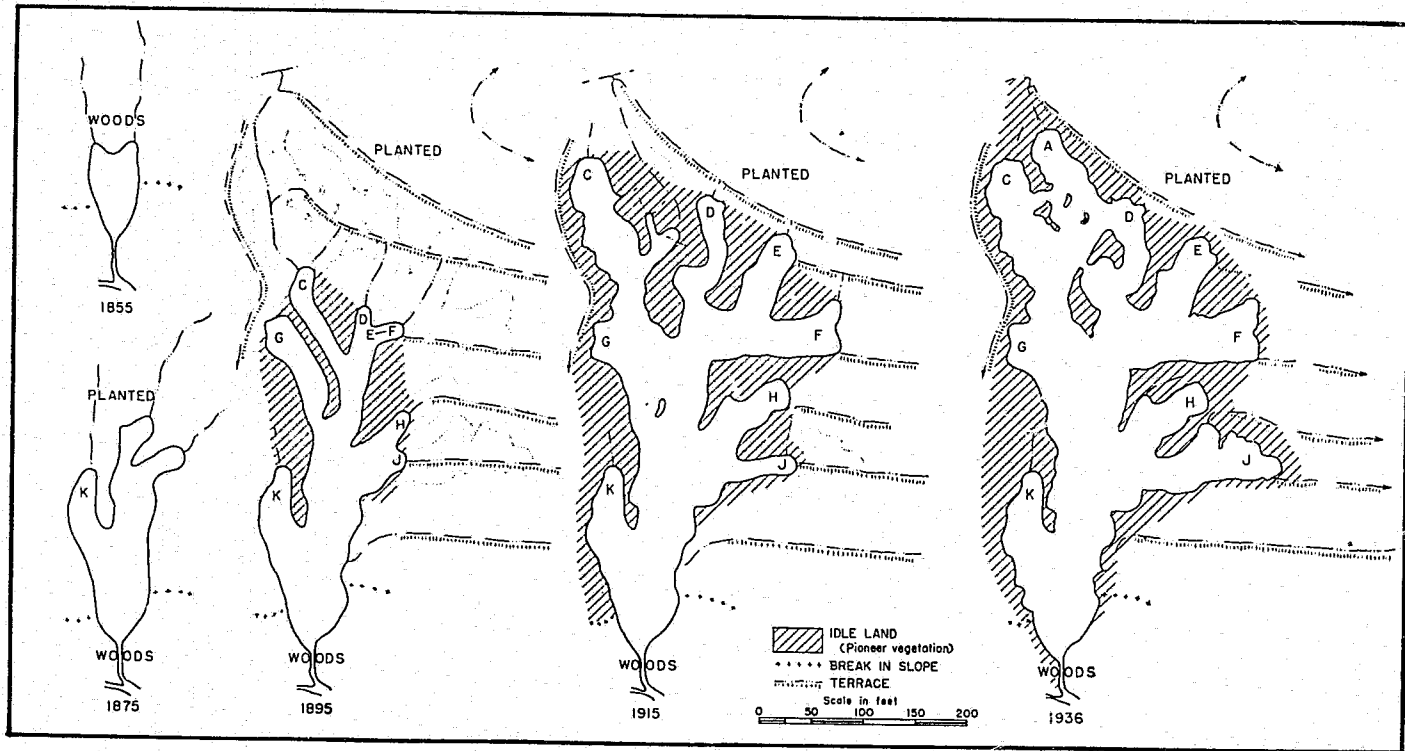 WOODS
1855
PLANTED
K
WOODS
1875
PLANTED
C
D
E F
G
H
J
K
WOODS
1895
C
PLANTED
D
E
F
G
H
J
K
WOODS
1915
A
C
PLANTED
D
E
F
G
H
J
K
WOODS
1936
IDLE LAND
(Pioneer vegetation)
BREAK IN SLOPE
TERRACE
Scale in feet
0 50 100 150 200